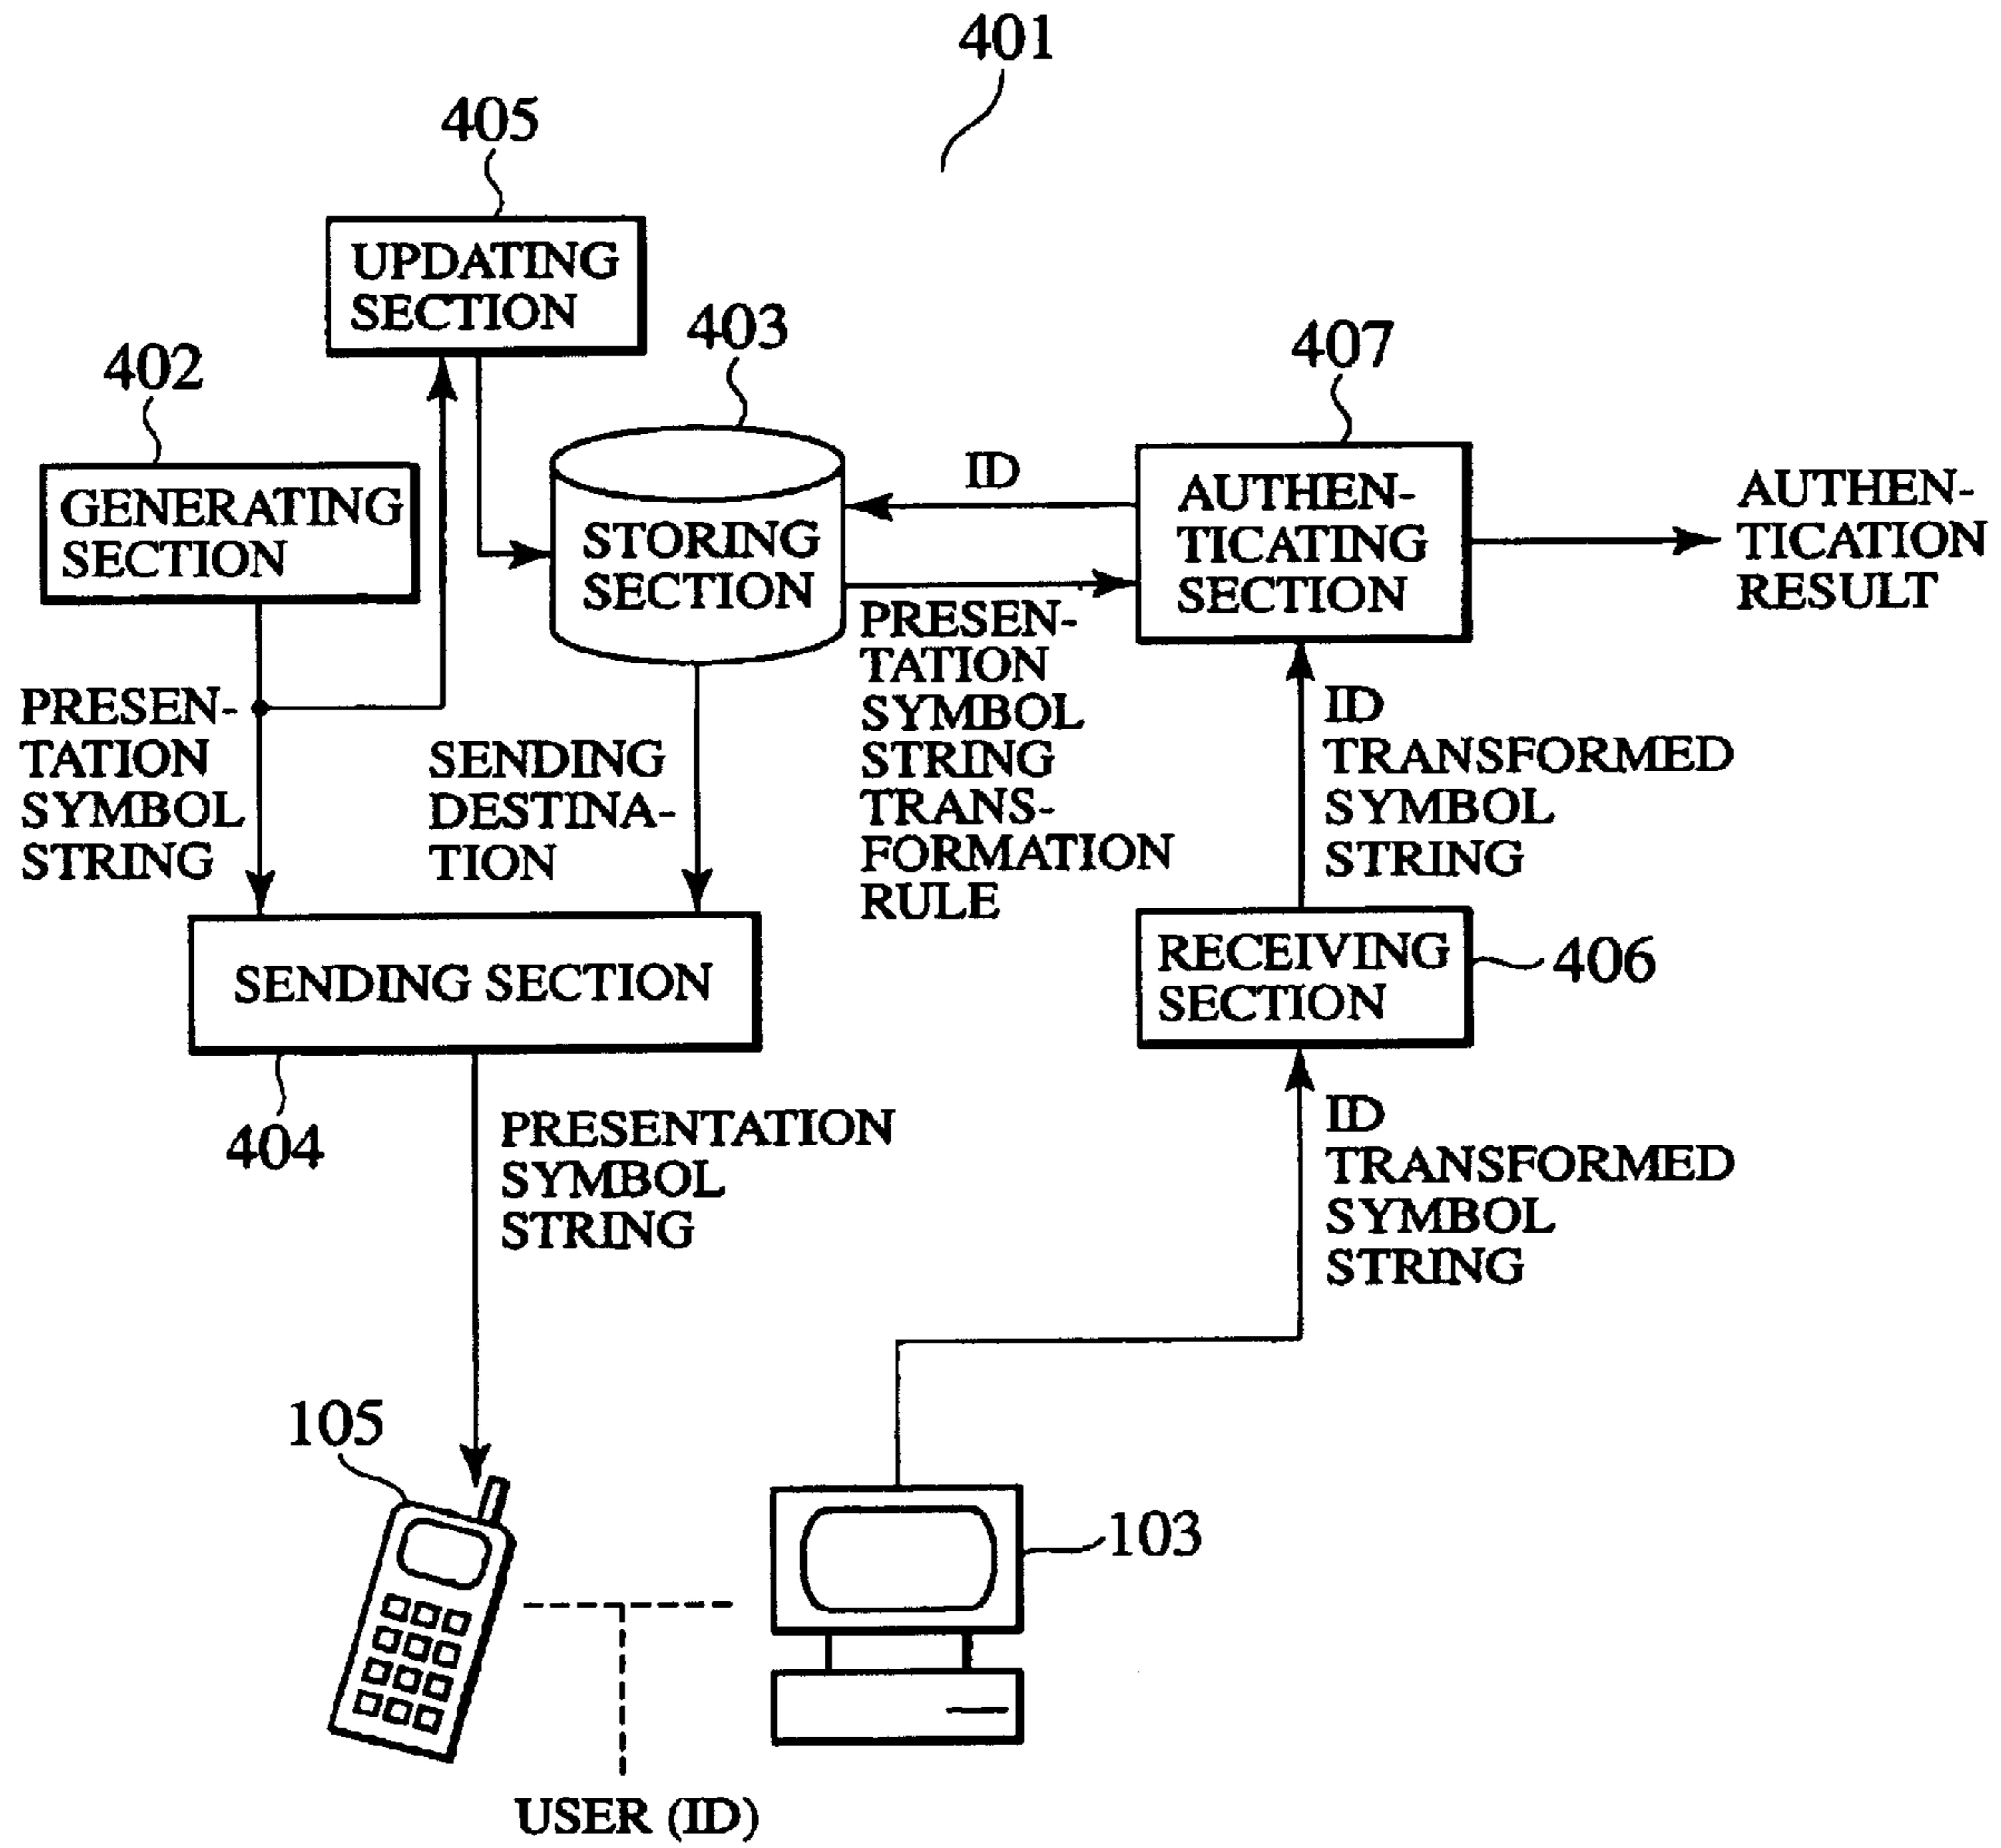 401
405
UPDATING
SECTION
403
407
402
GENERATING
SECTION
STORING
SECTION
ID
AUTHEN-
TICATING
SECTION
AUTHEN-
TICATION
RESULT
PRESEN-
TATION
SYMBOL
STRING
SENDING
DESTINA-
TION
PRESEN-
TATION
SYMBOL
STRING
TRANS-
FORMATION
RULE
ID
TRANSFORMED
SYMBOL
STRING
SENDING SECTION
404
RECEIVING
SECTION
406
PRESENTATION
SYMBOL
STRING
ID
TRANSFORMED
SYMBOL
STRING
105
103
USER (ID)